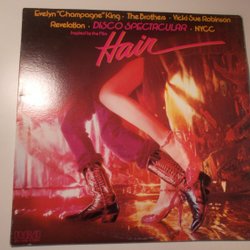 Evelyn "Champagne" King • The Brothers • Vicki Sue Robinson
Revelation • DISCO SPECTACULAR • NYCC
Inspired by the Film
Hair
RCA